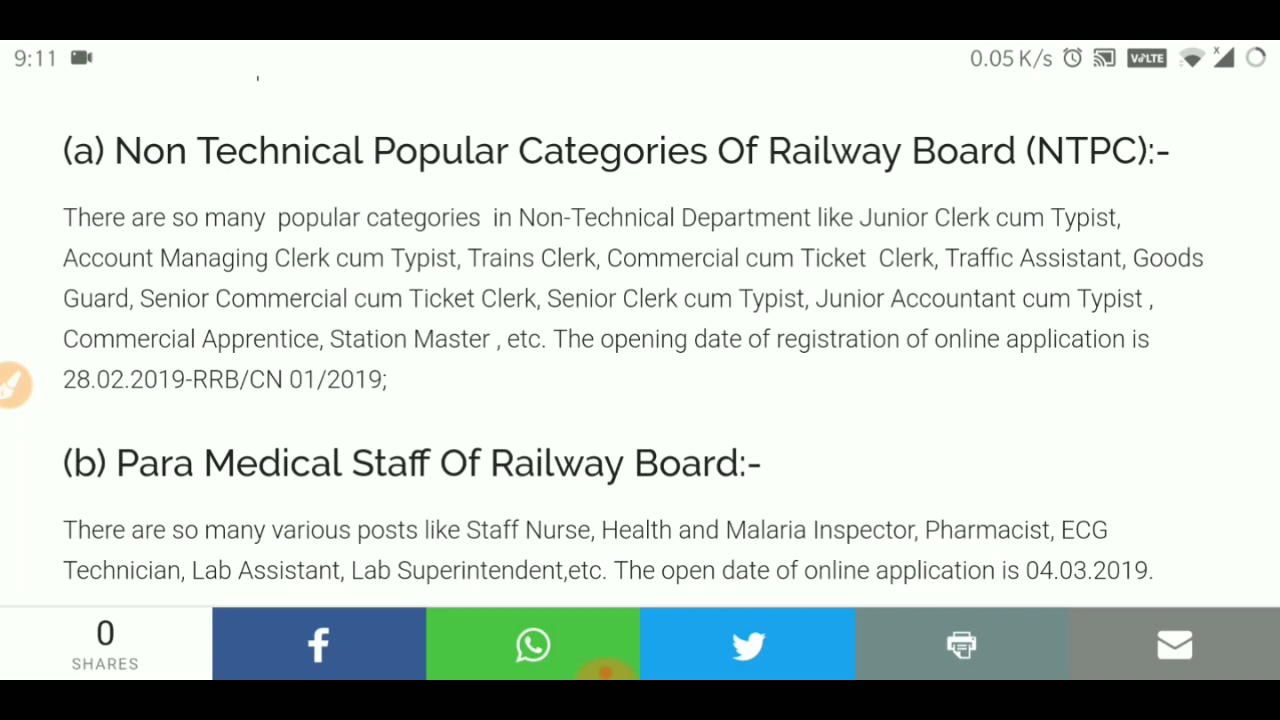 9:11
0.05 K/s
VoLTE
(a) Non Technical Popular Categories Of Railway Board (NTPC):-
There are so many popular categories in Non-Technical Department like Junior Clerk cum Typist,
Account Managing Clerk cum Typist, Trains Clerk, Commercial cum Ticket Clerk, Traffic Assistant, Goods
Guard, Senior Commercial cum Ticket Clerk, Senior Clerk cum Typist, Junior Accountant cum Typist ,
Commercial Apprentice, Station Master , etc. The opening date of registration of online application is
28.02.2019-RRB/CN 01/2019;
(b) Para Medical Staff Of Railway Board:-
There are so many various posts like Staff Nurse, Health and Malaria Inspector, Pharmacist, ECG
Technician, Lab Assistant, Lab Superintendent,etc. The open date of online application is 04.03.2019.
0
SHARES